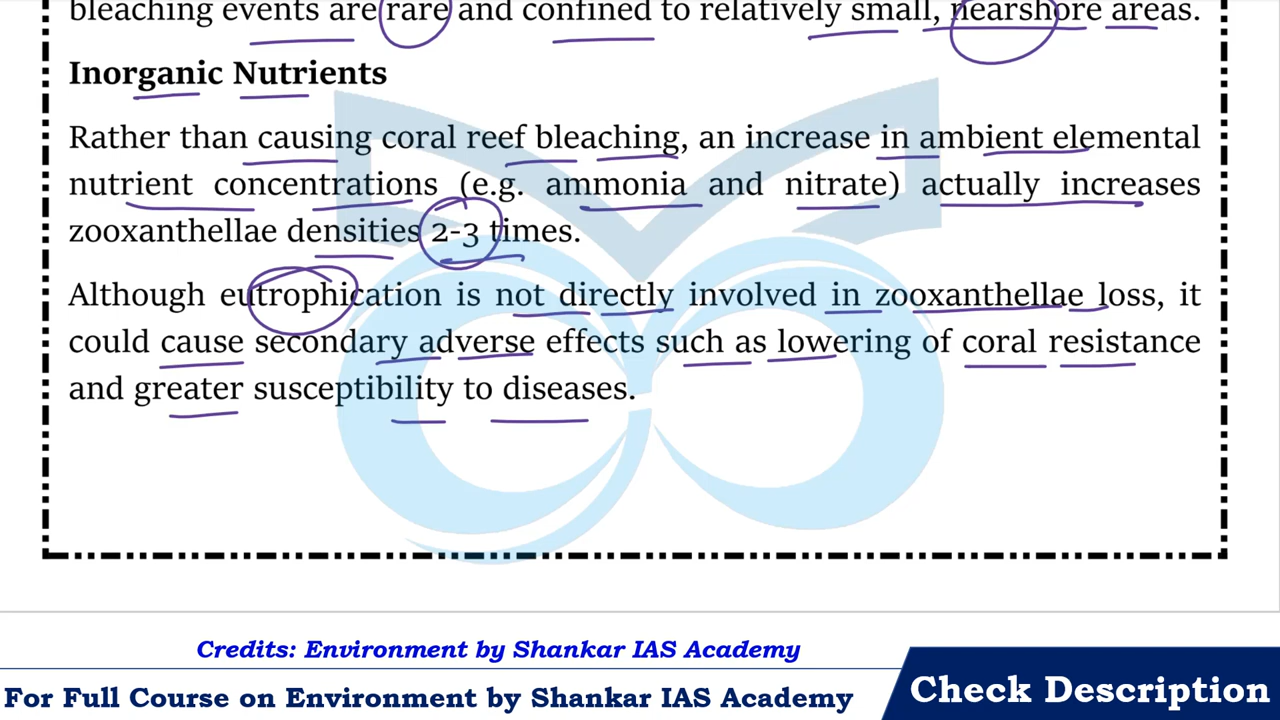 bleaching events are rare and confined to relatively small, nearshore areas.
Inorganic Nutrients
Rather than causing coral reef bleaching, an increase in ambient elemental
nutrient concentrations (e.g. ammonia and nitrate) actually increases
zooxanthellae densities 2-3 times.
Although eutrophication is not directly involved in zooxanthellae loss, it
could cause secondary adverse effects such as lowering of coral resistance
and greater susceptibility to diseases.
Credits: Environment by Shankar IAS Academy
For Full Course on Environment by Shankar IAS Academy
Check Description